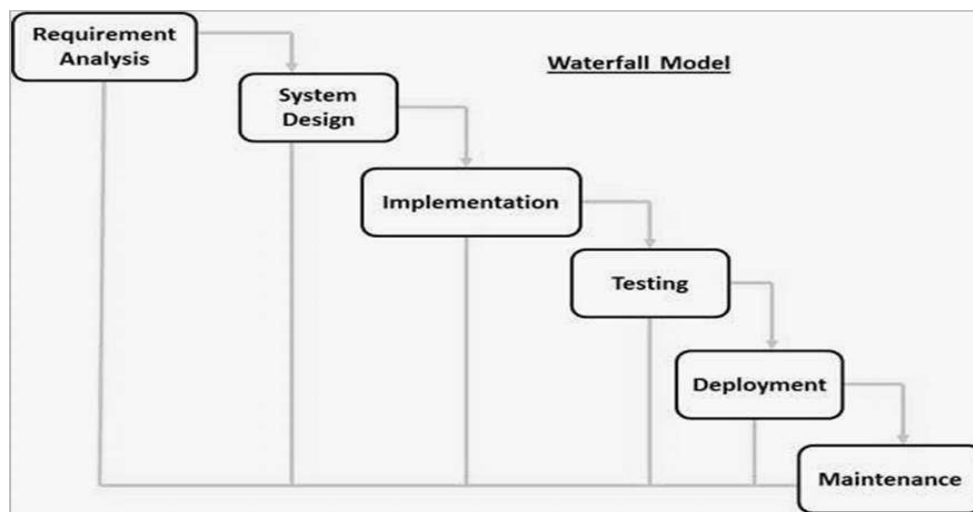 Requirement
Analysis
Waterfall Model
System
Design
Implementation
Testing
Deployment
Maintenance